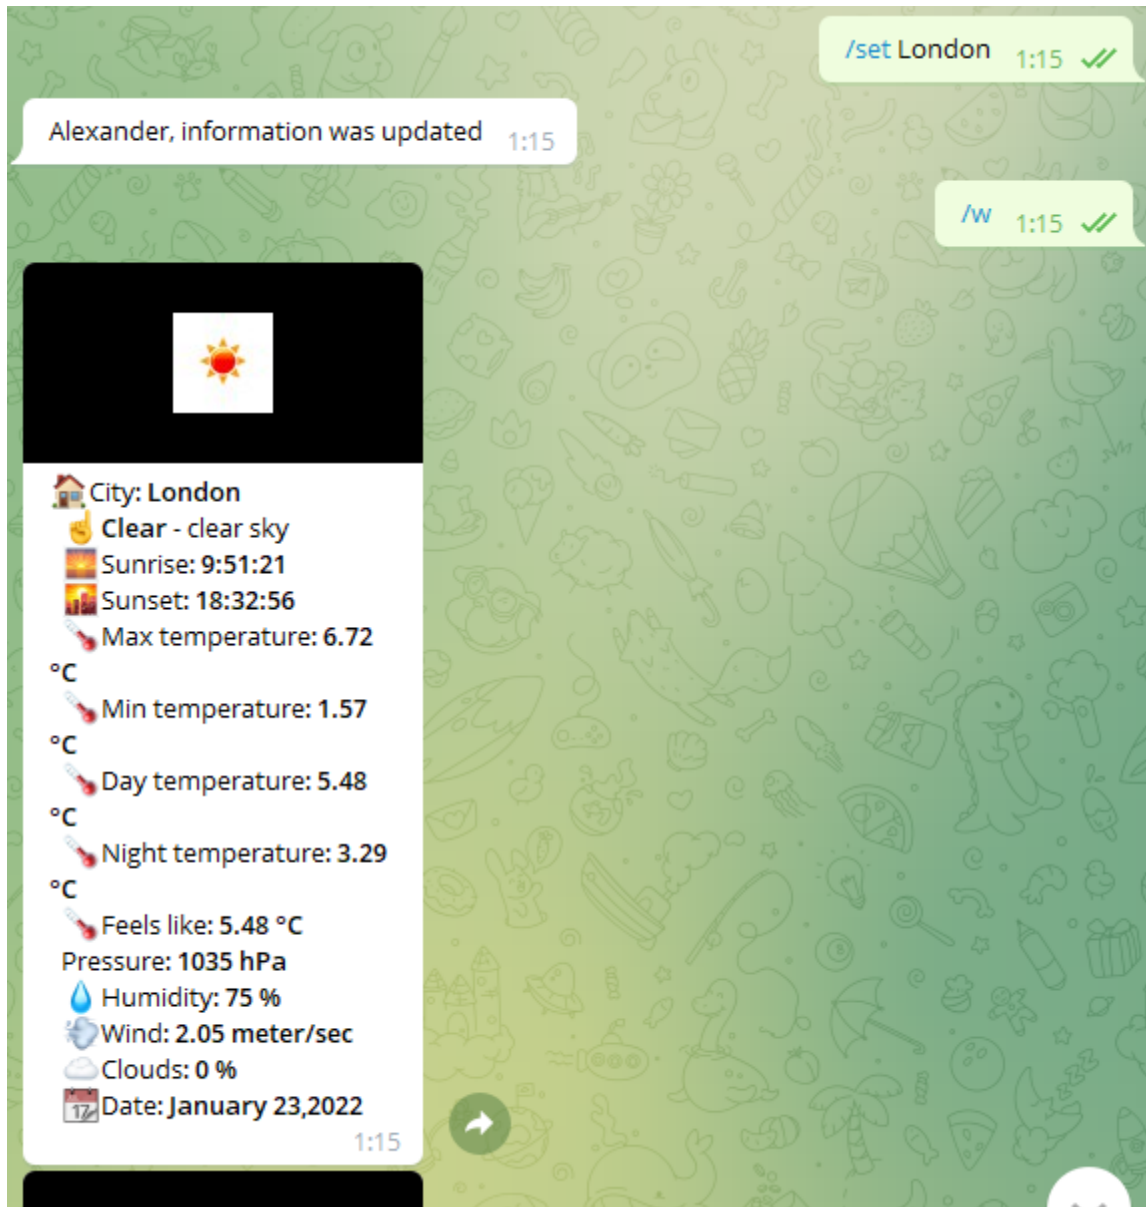 /set London 1:15
Alexander, information was updated 1:15
/w 1:15
City: London
Clear - clear sky
Sunrise: 9:51:21
Sunset: 18:32:56
Max temperature: 6.72
°C
Min temperature: 1.57
°C
Day temperature: 5.48
°C
Night temperature: 3.29
°C
Feels like: 5.48 °C
Pressure: 1035 hPa
Humidity: 75 %
Wind: 2.05 meter/sec
Clouds: 0 %
Date: January 23,2022
1:15